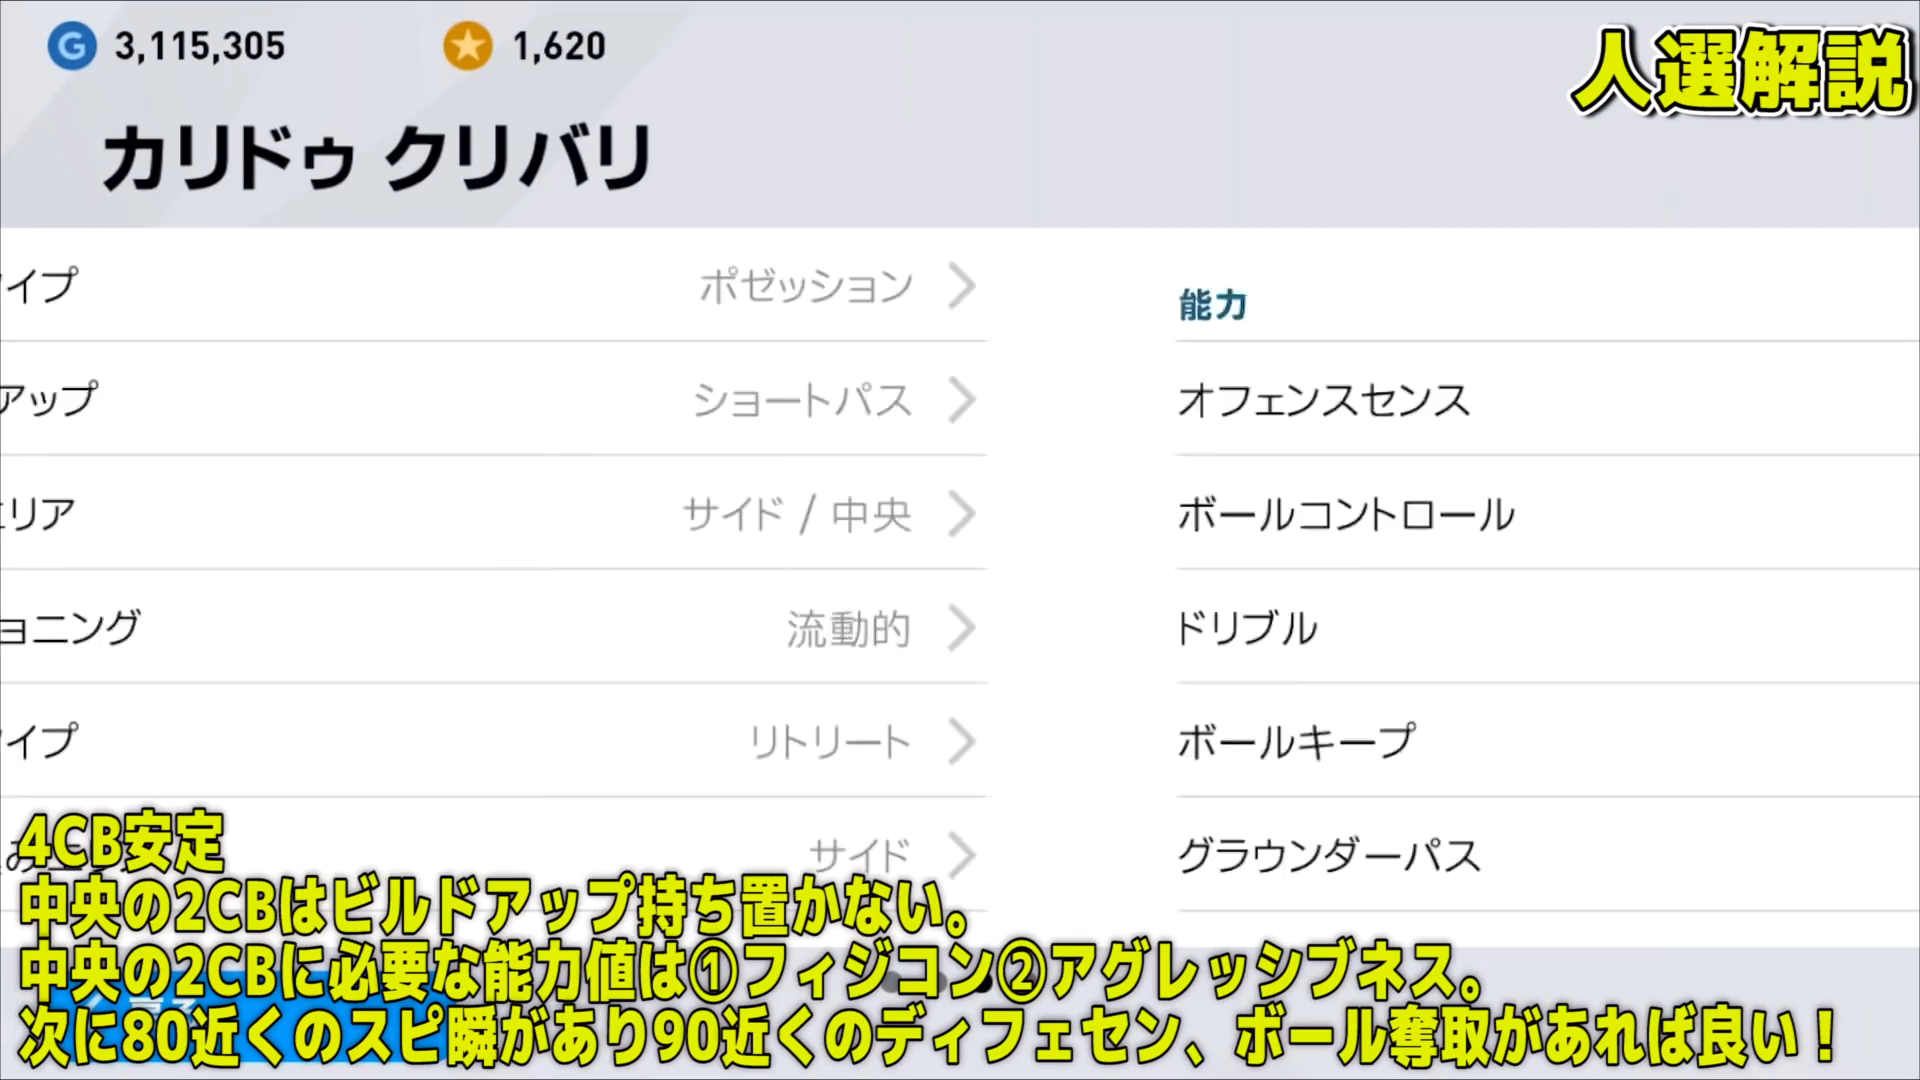 G 3,115,305 1,620
人選解説
カリドゥ クリバリ
イプ ポゼッション
能力
アップ ショートパス
オフェンスセンス
エリア サイド / 中央
ボールコントロール
ョニング 流動的
ドリブル
イプ リトリート
ボールキープ
サイド
グラウンダーパス
4CB安定
中央の2CBはビルドアップ持ち置かない。
中央の2CBに必要な能力値は①フィジコン②アグレッシブネス。
次に80近くのスピ瞬があり90近くのディフェセン、ボール奪取があれば良い！